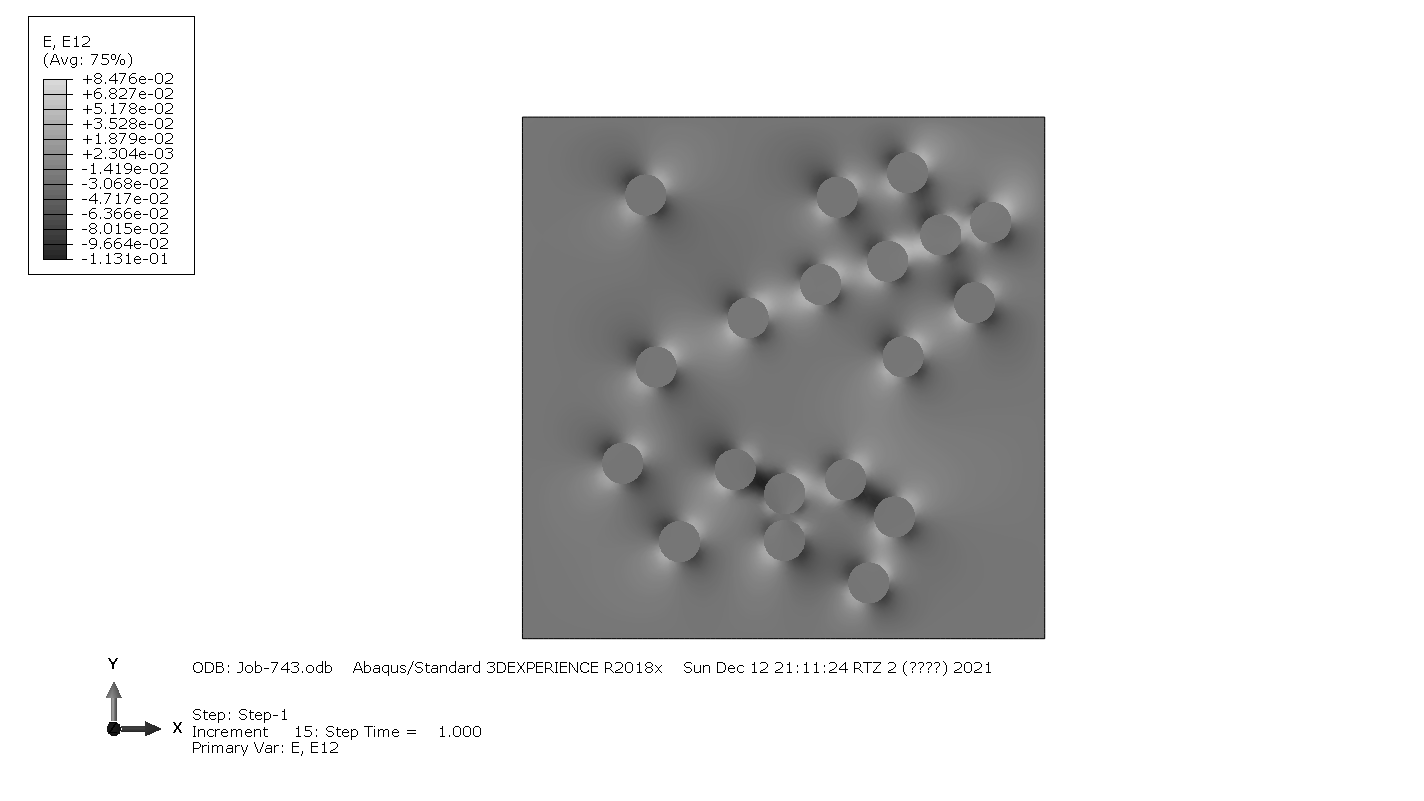 E, E12
(Avg: 75%)
+8.476e-02
+6.827e-02
+5.178e-02
+3.528e-02
+1.879e-02
+2.304e-03
-1.419e-02
-3.068e-02
-4.717e-02
-6.366e-02
-8.015e-02
-9.664e-02
-1.131e-01
Y
X
ODB: Job-743.odb Abaqus/Standard 3DEXPERIENCE R2018x Sun Dec 12 21:11:24 RTZ 2 (????) 2021
Step: Step-1
Increment 15: Step Time = 1.000
Primary Var: E, E12